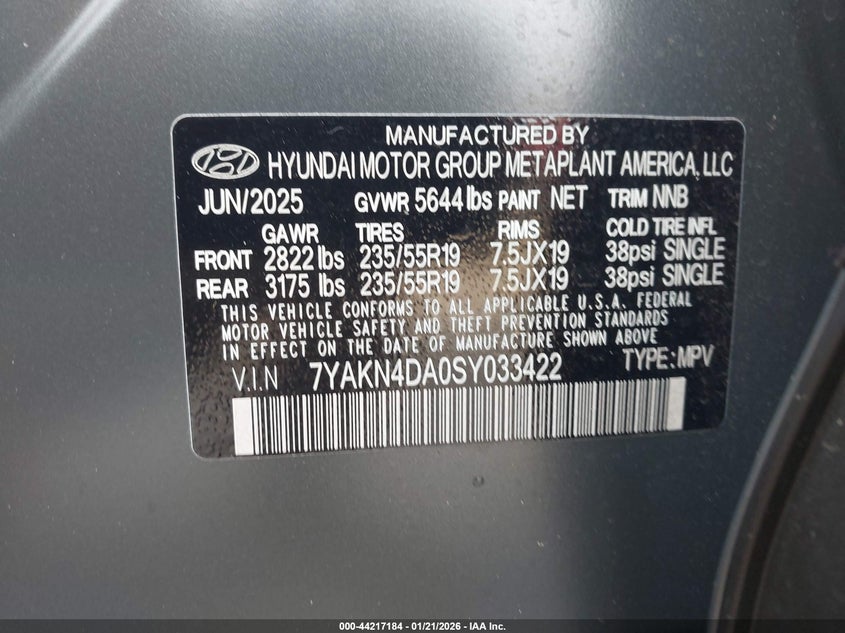 MANUFACTURED BY
HYUNDAI MOTOR GROUP METAPLANT AMERICA, LLC
JUN/2025 GVWR 5644 lbs PAINT NET TRIM NNB
GAWR TIRES RIMS COLD TIRE INFL
FRONT 2822 lbs 235/55R19 7.5JX19 38psi SINGLE
REAR 3175 lbs 235/55R19 7.5JX19 38psi SINGLE
THIS VEHICLE CONFORMS TO ALL APPLICABLE U.S.A. FEDERAL
MOTOR VEHICLE SAFETY AND THEFT PREVENTION STANDARDS
IN EFFECT ON THE DATE OF MANUFACTURE SHOWN ABOVE
V.I.N 7YAKN4DA0SY033422 TYPE:MPV
000-44217184 - 01/21/2026 - IAA Inc.